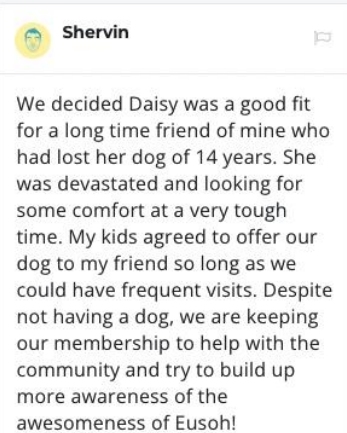 Shervin
We decided Daisy was a good fit
for a long time friend of mine who
had lost her dog of 14 years. She
was devastated and looking for
some comfort at a very tough
time. My kids agreed to offer our
dog to my friend so long as we
could have frequent visits. Despite
not having a dog, we are keeping
our membership to help with the
community and try to build up
more awareness of the
awesomeness of Eusoh!